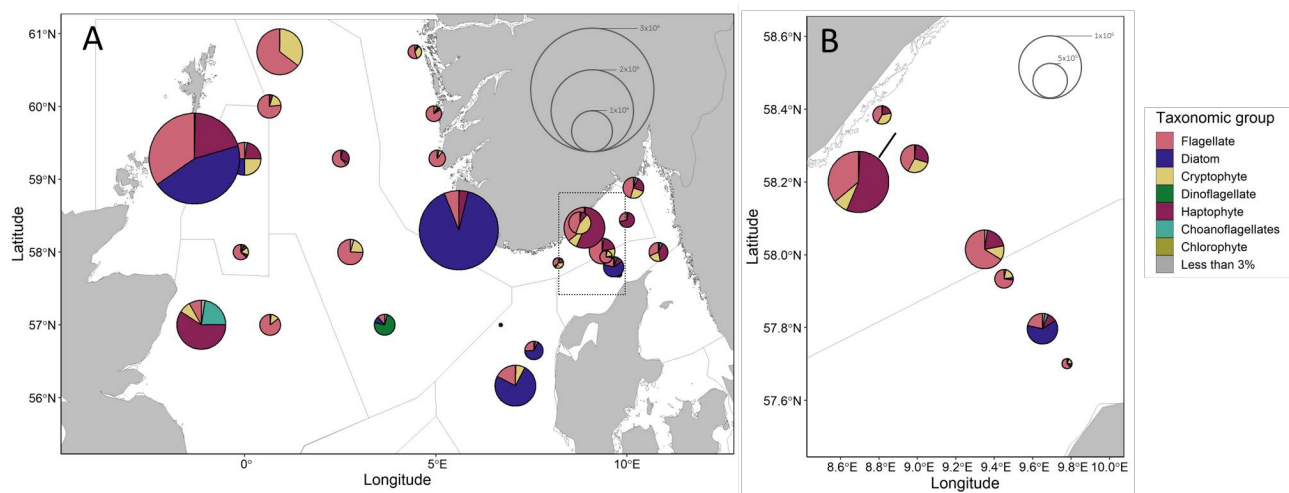 A
61°N
60°N
59°N
58°N
57°N
56°N
Latitude
0°
5°E
10°E
Longitude
5x10⁶
2x10⁶
1x10⁶
B
58.6°N
58.4°N
58.2°N
58.0°N
57.8°N
57.6°N
Latitude
8.6°E 8.8°E 9.0°E 9.2°E 9.4°E 9.6°E 9.8°E 10.0°E
Longitude
1x10⁶
Taxonomic group
Flagellate
Diatom
Cryptophyte
Dinoflagellate
Haptophyte
Choanoflagellates
Chlorophyte
Less than 3%